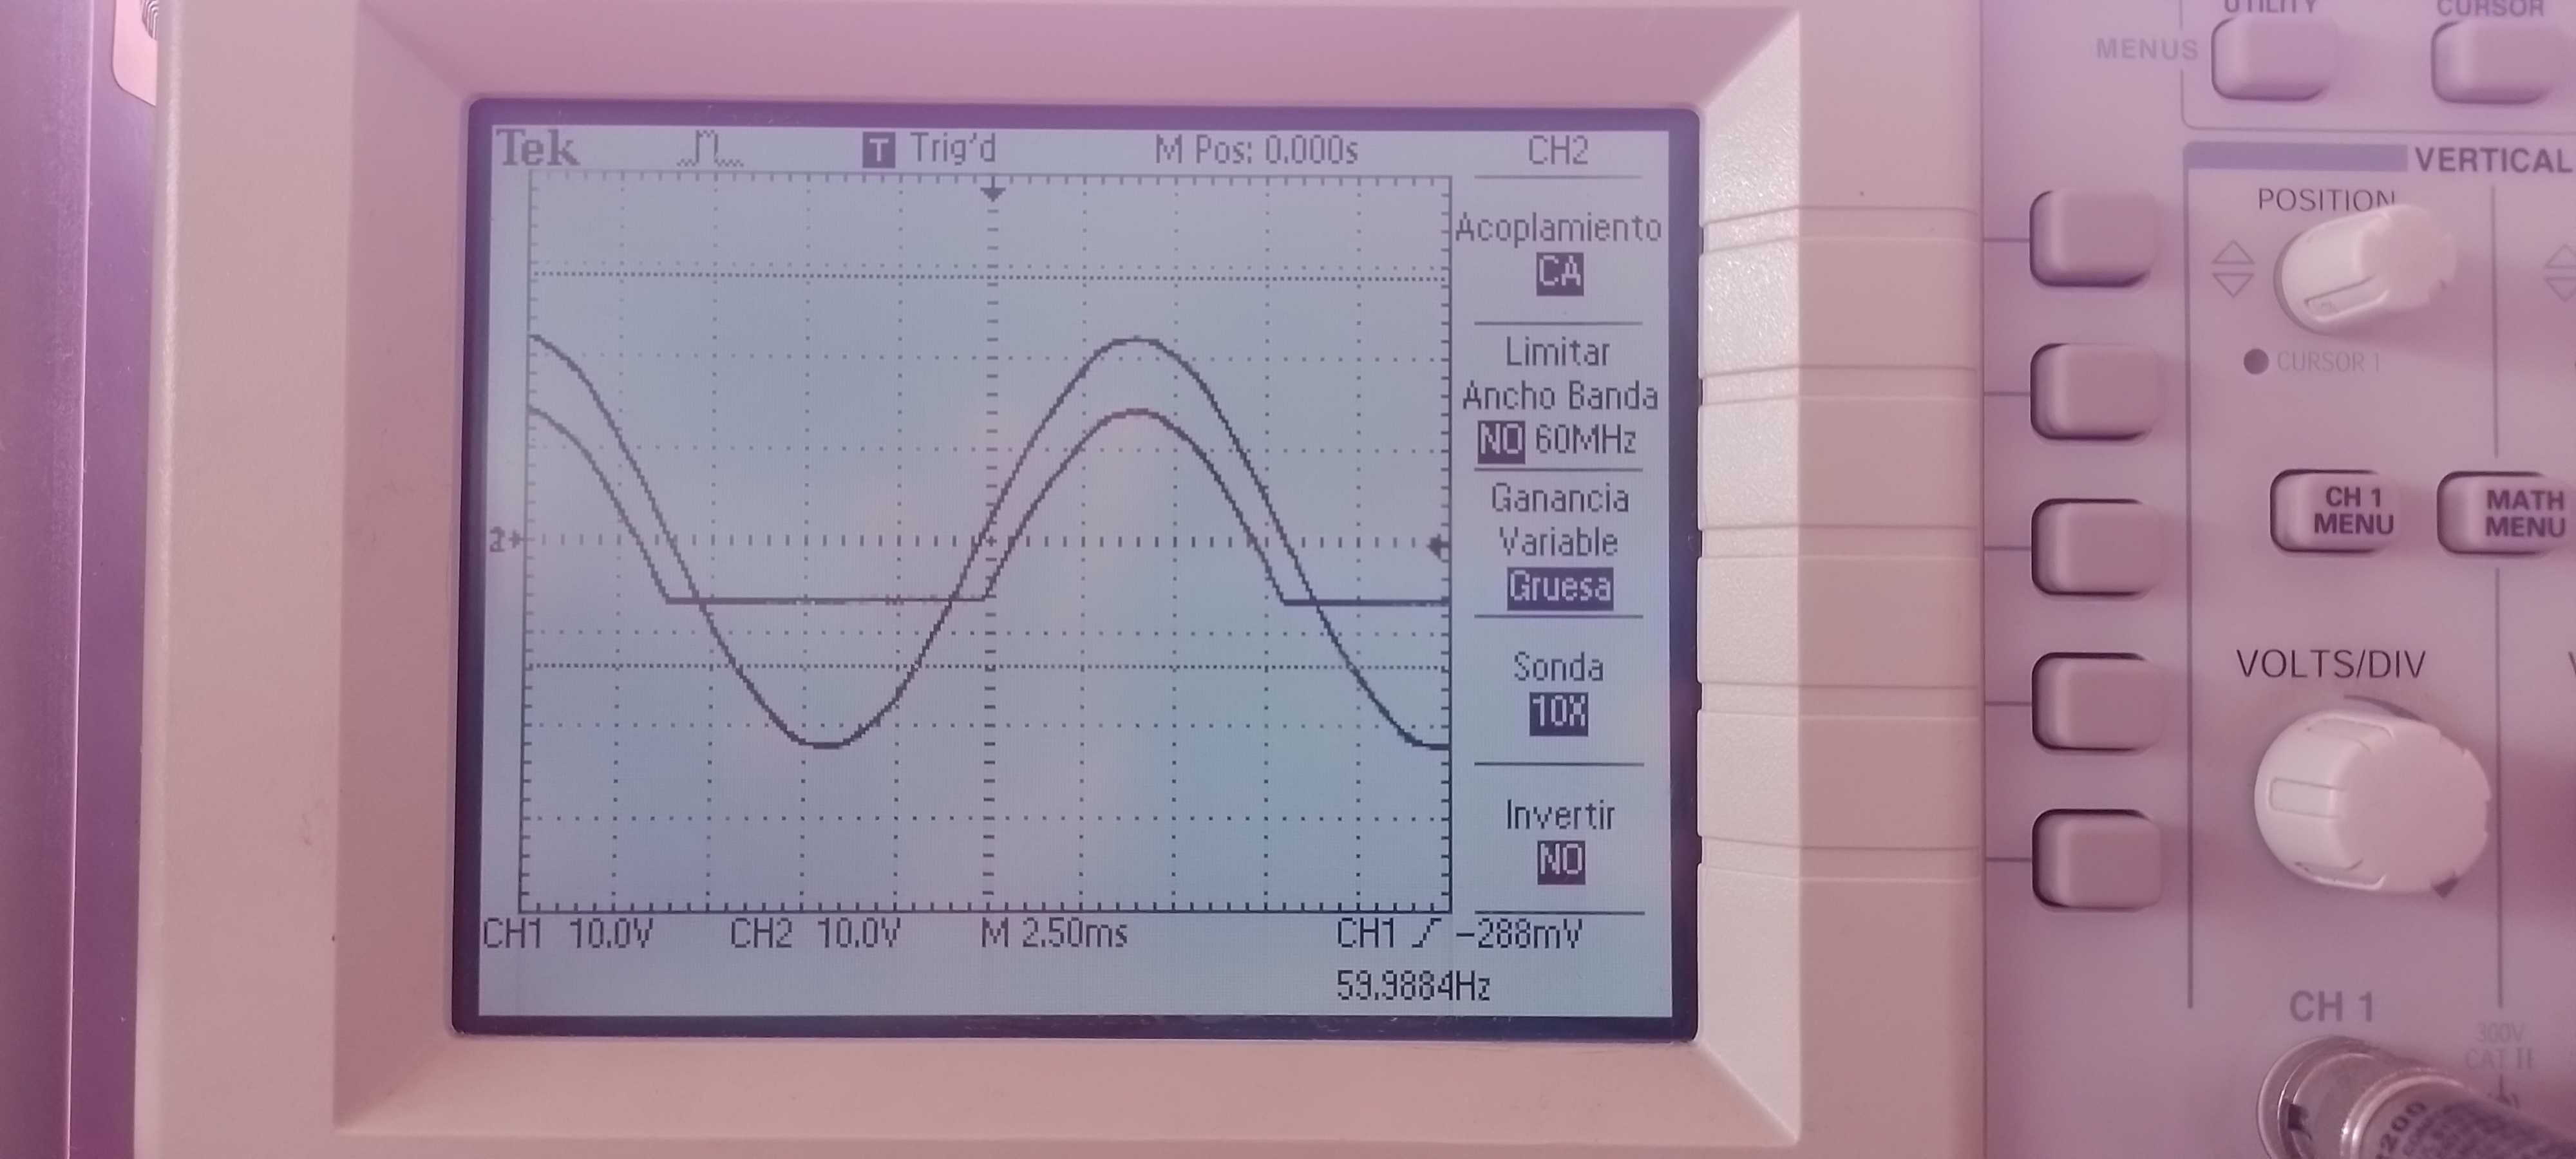 Tek T Trig'd M Pos: 0.000s CH2
Acoplamiento
CA
Limitar
Ancho Banda
NO 60MHz
Ganancia
Variable
Gruesa
Sonda
10X
Invertir
NO
CH1 10.0V CH2 10.0V M 2.50ms CH1 -288mV
59.9884Hz
UTILITY CURSOR
MENUS
VERTICAL
POSITION
CURSOR 1
CH 1
MENU
MATH
MENU
VOLTS/DIV
CH 1
300V
CAT II